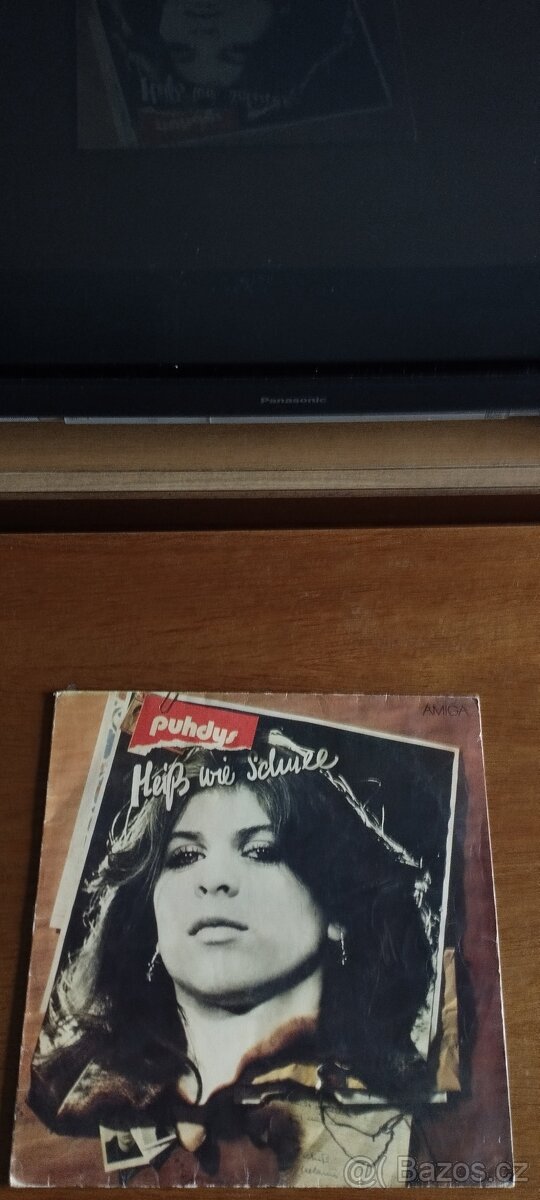 Panasonic
AMIGA
puhdys
Heiß wie Schnee
@ Bazos.cz